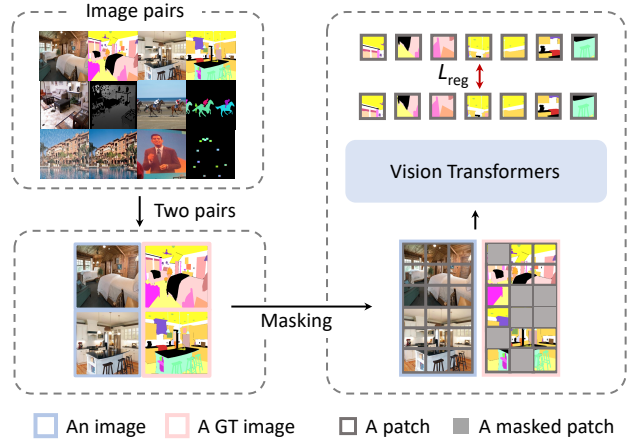 Image pairs
Two pairs
Masking
L_reg
Vision Transformers
An image
A GT image
A patch
A masked patch